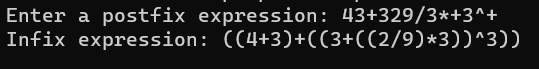 Enter a postfix expression: 43+329/3*+3^+
Infix expression: ((4+3)+((3+((2/9)*3))^3))